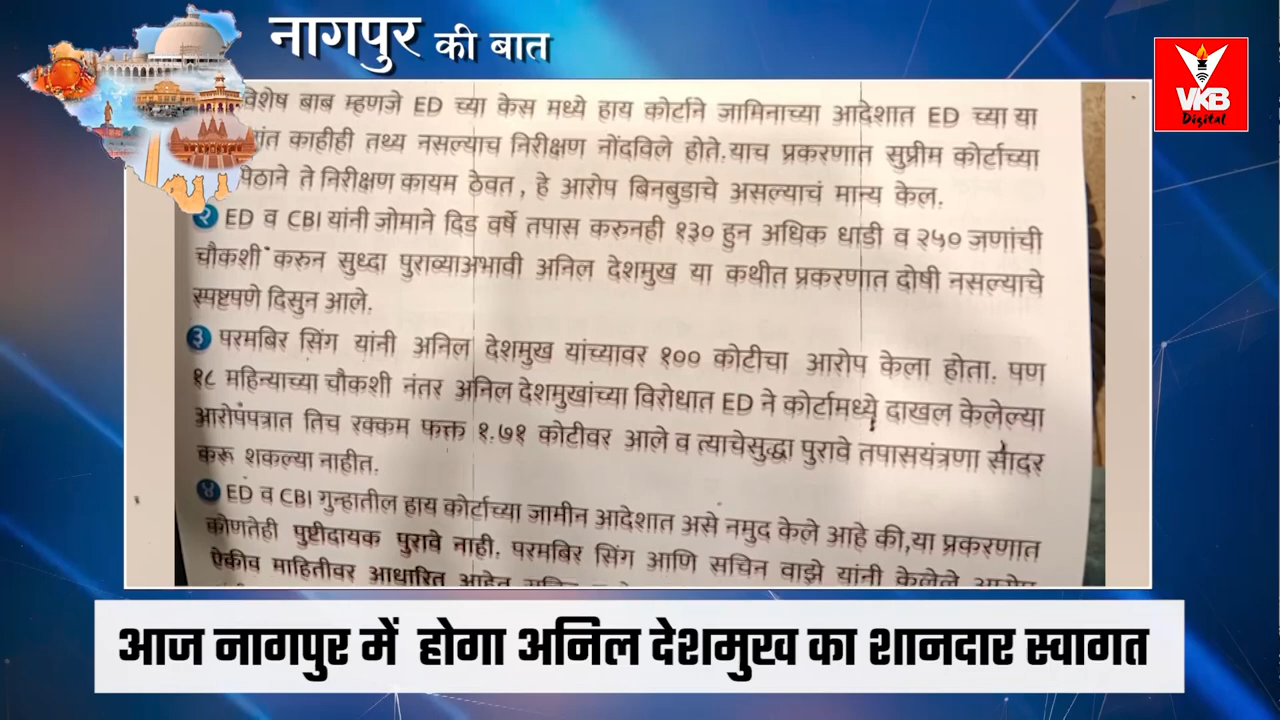 नागपुर की बात
VKB
Digital
विशेष बाब म्हणजे ED च्या केस मध्ये हाय कोर्टाने जामिनाच्या आदेशात ED च्या या
काहीही तथ्य नसल्याच निरीक्षण नोंदविले होते.याच प्रकरणात सुप्रीम कोर्टाच्या
ते निरीक्षण कायम ठेवत, हे आरोप बिनबुडाचे असल्याचं मान्य केल.
२ ED व CBI यांनी जोमाने दिड वर्षे तपास करुनही १३० हुन अधिक धाडी व २५० जणांची
चौकशी करुन सुध्दा पुराव्याअभावी अनिल देशमुख या कथीत प्रकरणात दोषी नसल्याचे
स्पष्टपणे दिसुन आले.
३ परमबिर सिंग यांनी अनिल देशमुख यांच्यावर १०० कोटीचा आरोप केला होता. पण
१८ महिन्याच्या चौकशी नंतर अनिल देशमुखांच्या विरोधात ED ने कोर्टामध्ये दाखल केलेल्या
आरोपपत्रात तिच रक्कम फक्त १.७१ कोटीवर आले व त्याचेसुद्धा पुरावे तपासयंत्रणा सादर
करू शकल्या नाहीत.
४ ED व CBI गुन्हातील हाय कोर्टाच्या जामीन आदेशात असे नमुद केले आहे की,या प्रकरणात
कोणतेही पुष्टीदायक पुरावे नाही. परमबिर सिंग आणि सचिन वाझे यांनी केलेले आरोप
ऐकीव माहितीवर आधारित आहेत
आज नागपुर में होगा अनिल देशमुख का शानदार स्वागत